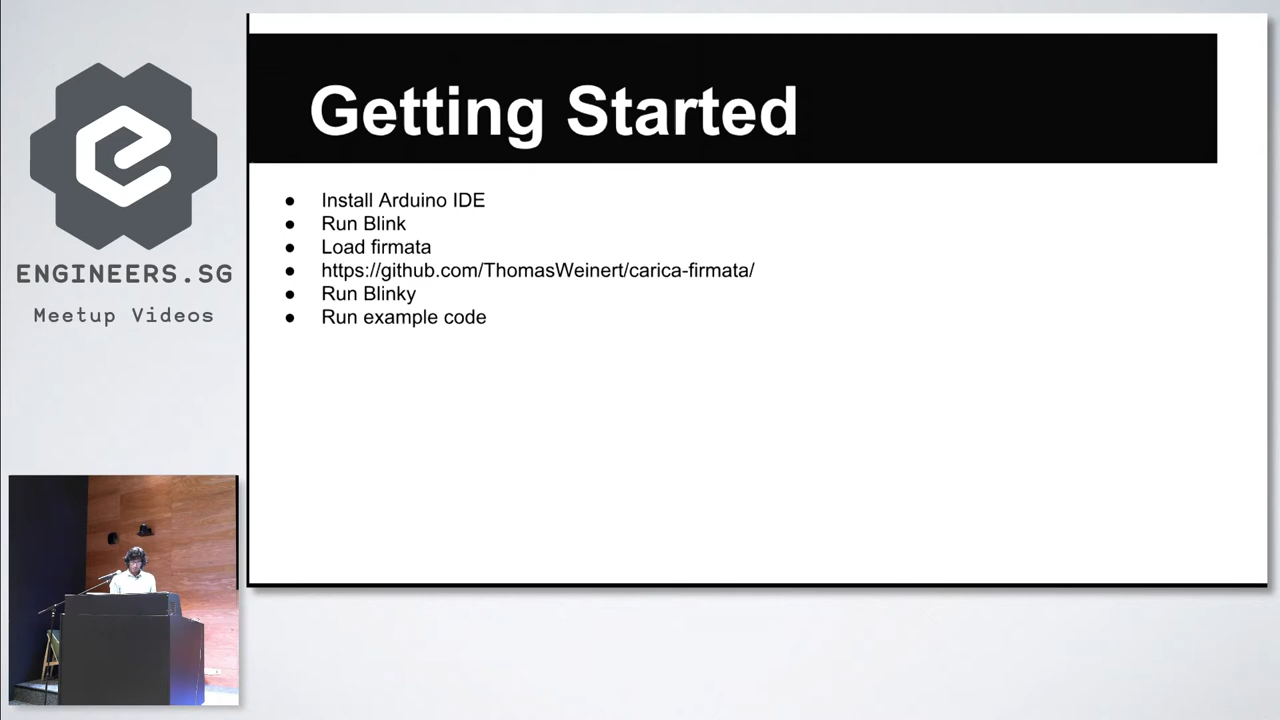 Getting Started
● Install Arduino IDE
● Run Blink
● Load firmata
● https://github.com/ThomasWeinert/carica-firmata/
● Run Blinky
● Run example code
ENGINEERS.SG
Meetup Videos